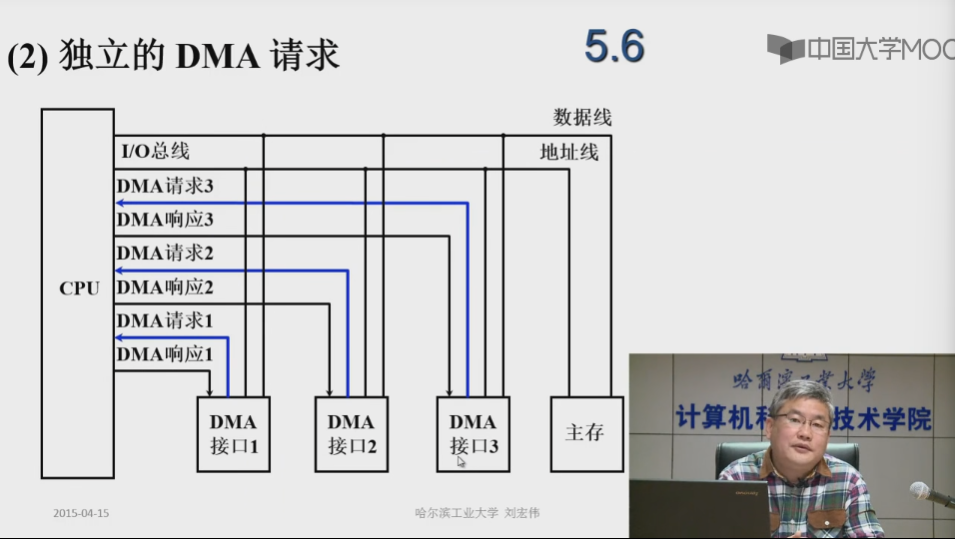 (2) 独立的 DMA 请求
5.6
中国大学MOC
数据线
I/O总线
地址线
DMA请求3
DMA响应3
DMA请求2
CPU
DMA响应2
DMA请求1
DMA响应1
DMA
接口1
DMA
接口2
DMA
接口3
主存
哈尔滨工业大学
计算机科
技术学院
2015-04-15
哈尔滨工业大学 刘宏伟